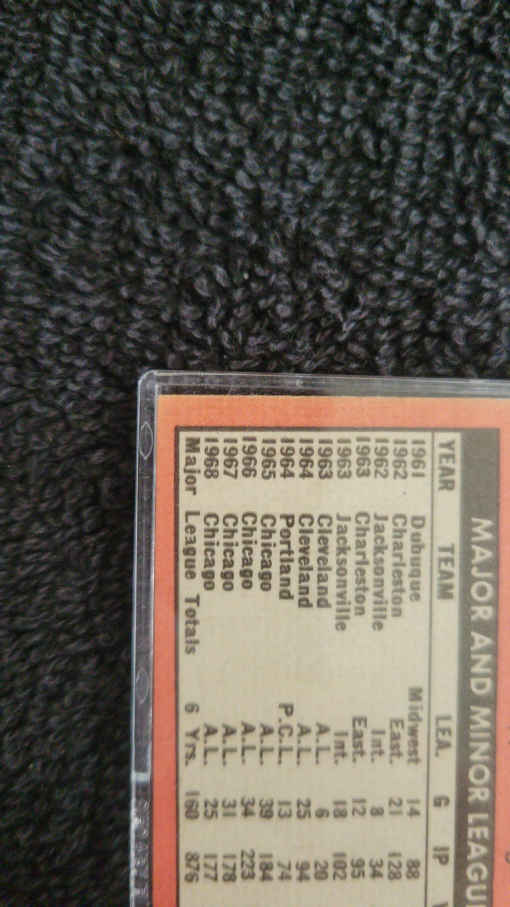 MAJOR AND MINOR LEAGU
YEAR TEAM LEA. G IP
1961 Dubuque Midwest 14 88
1962 Charleston East. 21 128
1962 Jacksonville Int. 8 34
1963 Charleston East. 12 95
1963 Jacksonville Int. 18 102
1963 Cleveland A.L. 6 20
1964 Cleveland A.L. 25 94
1964 Portland P.C.L. 13 74
1965 Chicago A.L. 39 184
1966 Chicago A.L. 34 223
1967 Chicago A.L. 31 178
1968 Chicago A.L. 25 177
Major League Totals 6 Yrs. 160 876